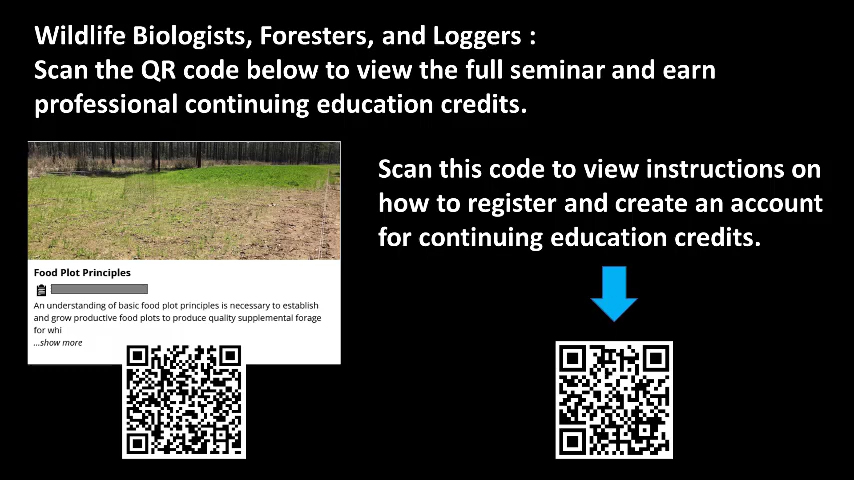 Wildlife Biologists, Foresters, and Loggers :
Scan the QR code below to view the full seminar and earn
professional continuing education credits.
Food Plot Principles
An understanding of basic food plot principles is necessary to establish
and grow productive food plots to produce quality supplemental forage
for whi
...show more
Scan this code to view instructions on
how to register and create an account
for continuing education credits.